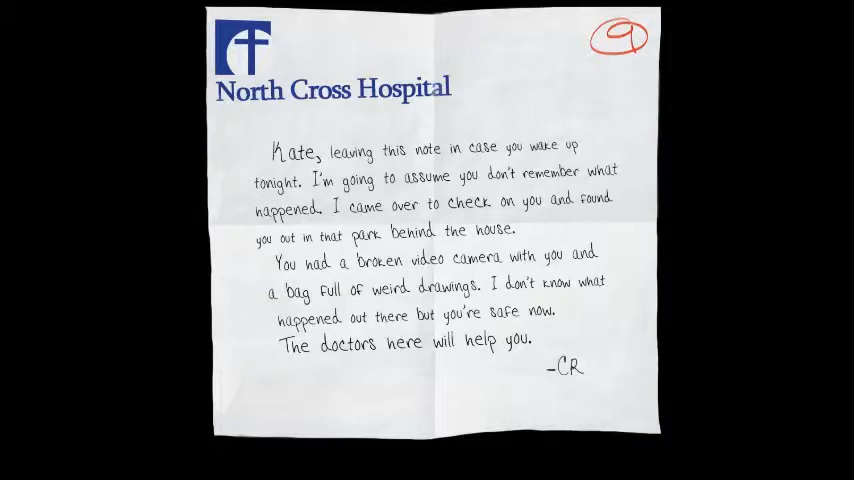 9
North Cross Hospital
Kate, leaving this note in case you wake up
tonight. I'm going to assume you don't remember what
happened. I came over to check on you and found
you out in that park behind the house.
You had a broken video camera with you and
a bag full of weird drawings. I don't know what
happened out there but you're safe now.
The doctors here will help you.
-CR